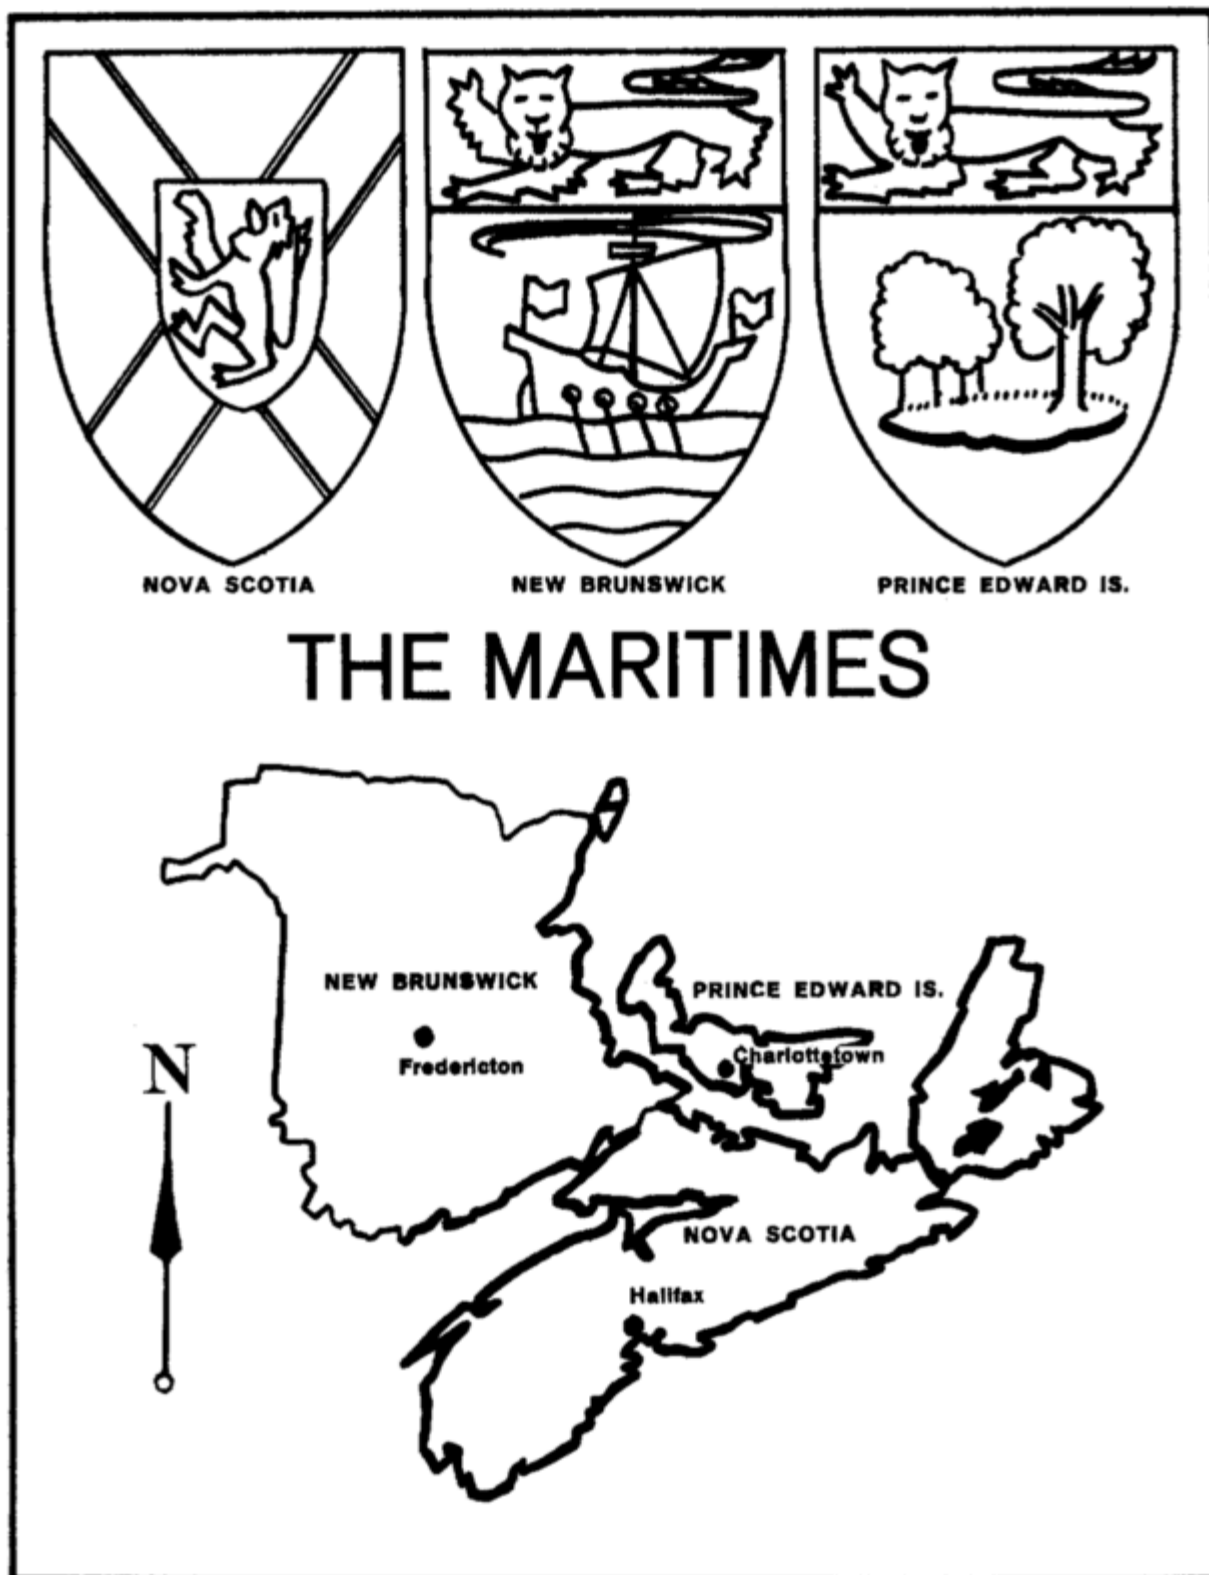 NOVA SCOTIA
NEW BRUNSWICK
PRINCE EDWARD IS.
THE MARITIMES
NEW BRUNSWICK
PRINCE EDWARD IS.
N
Charlottetown
Fredericton
NOVA SCOTIA
Halifax